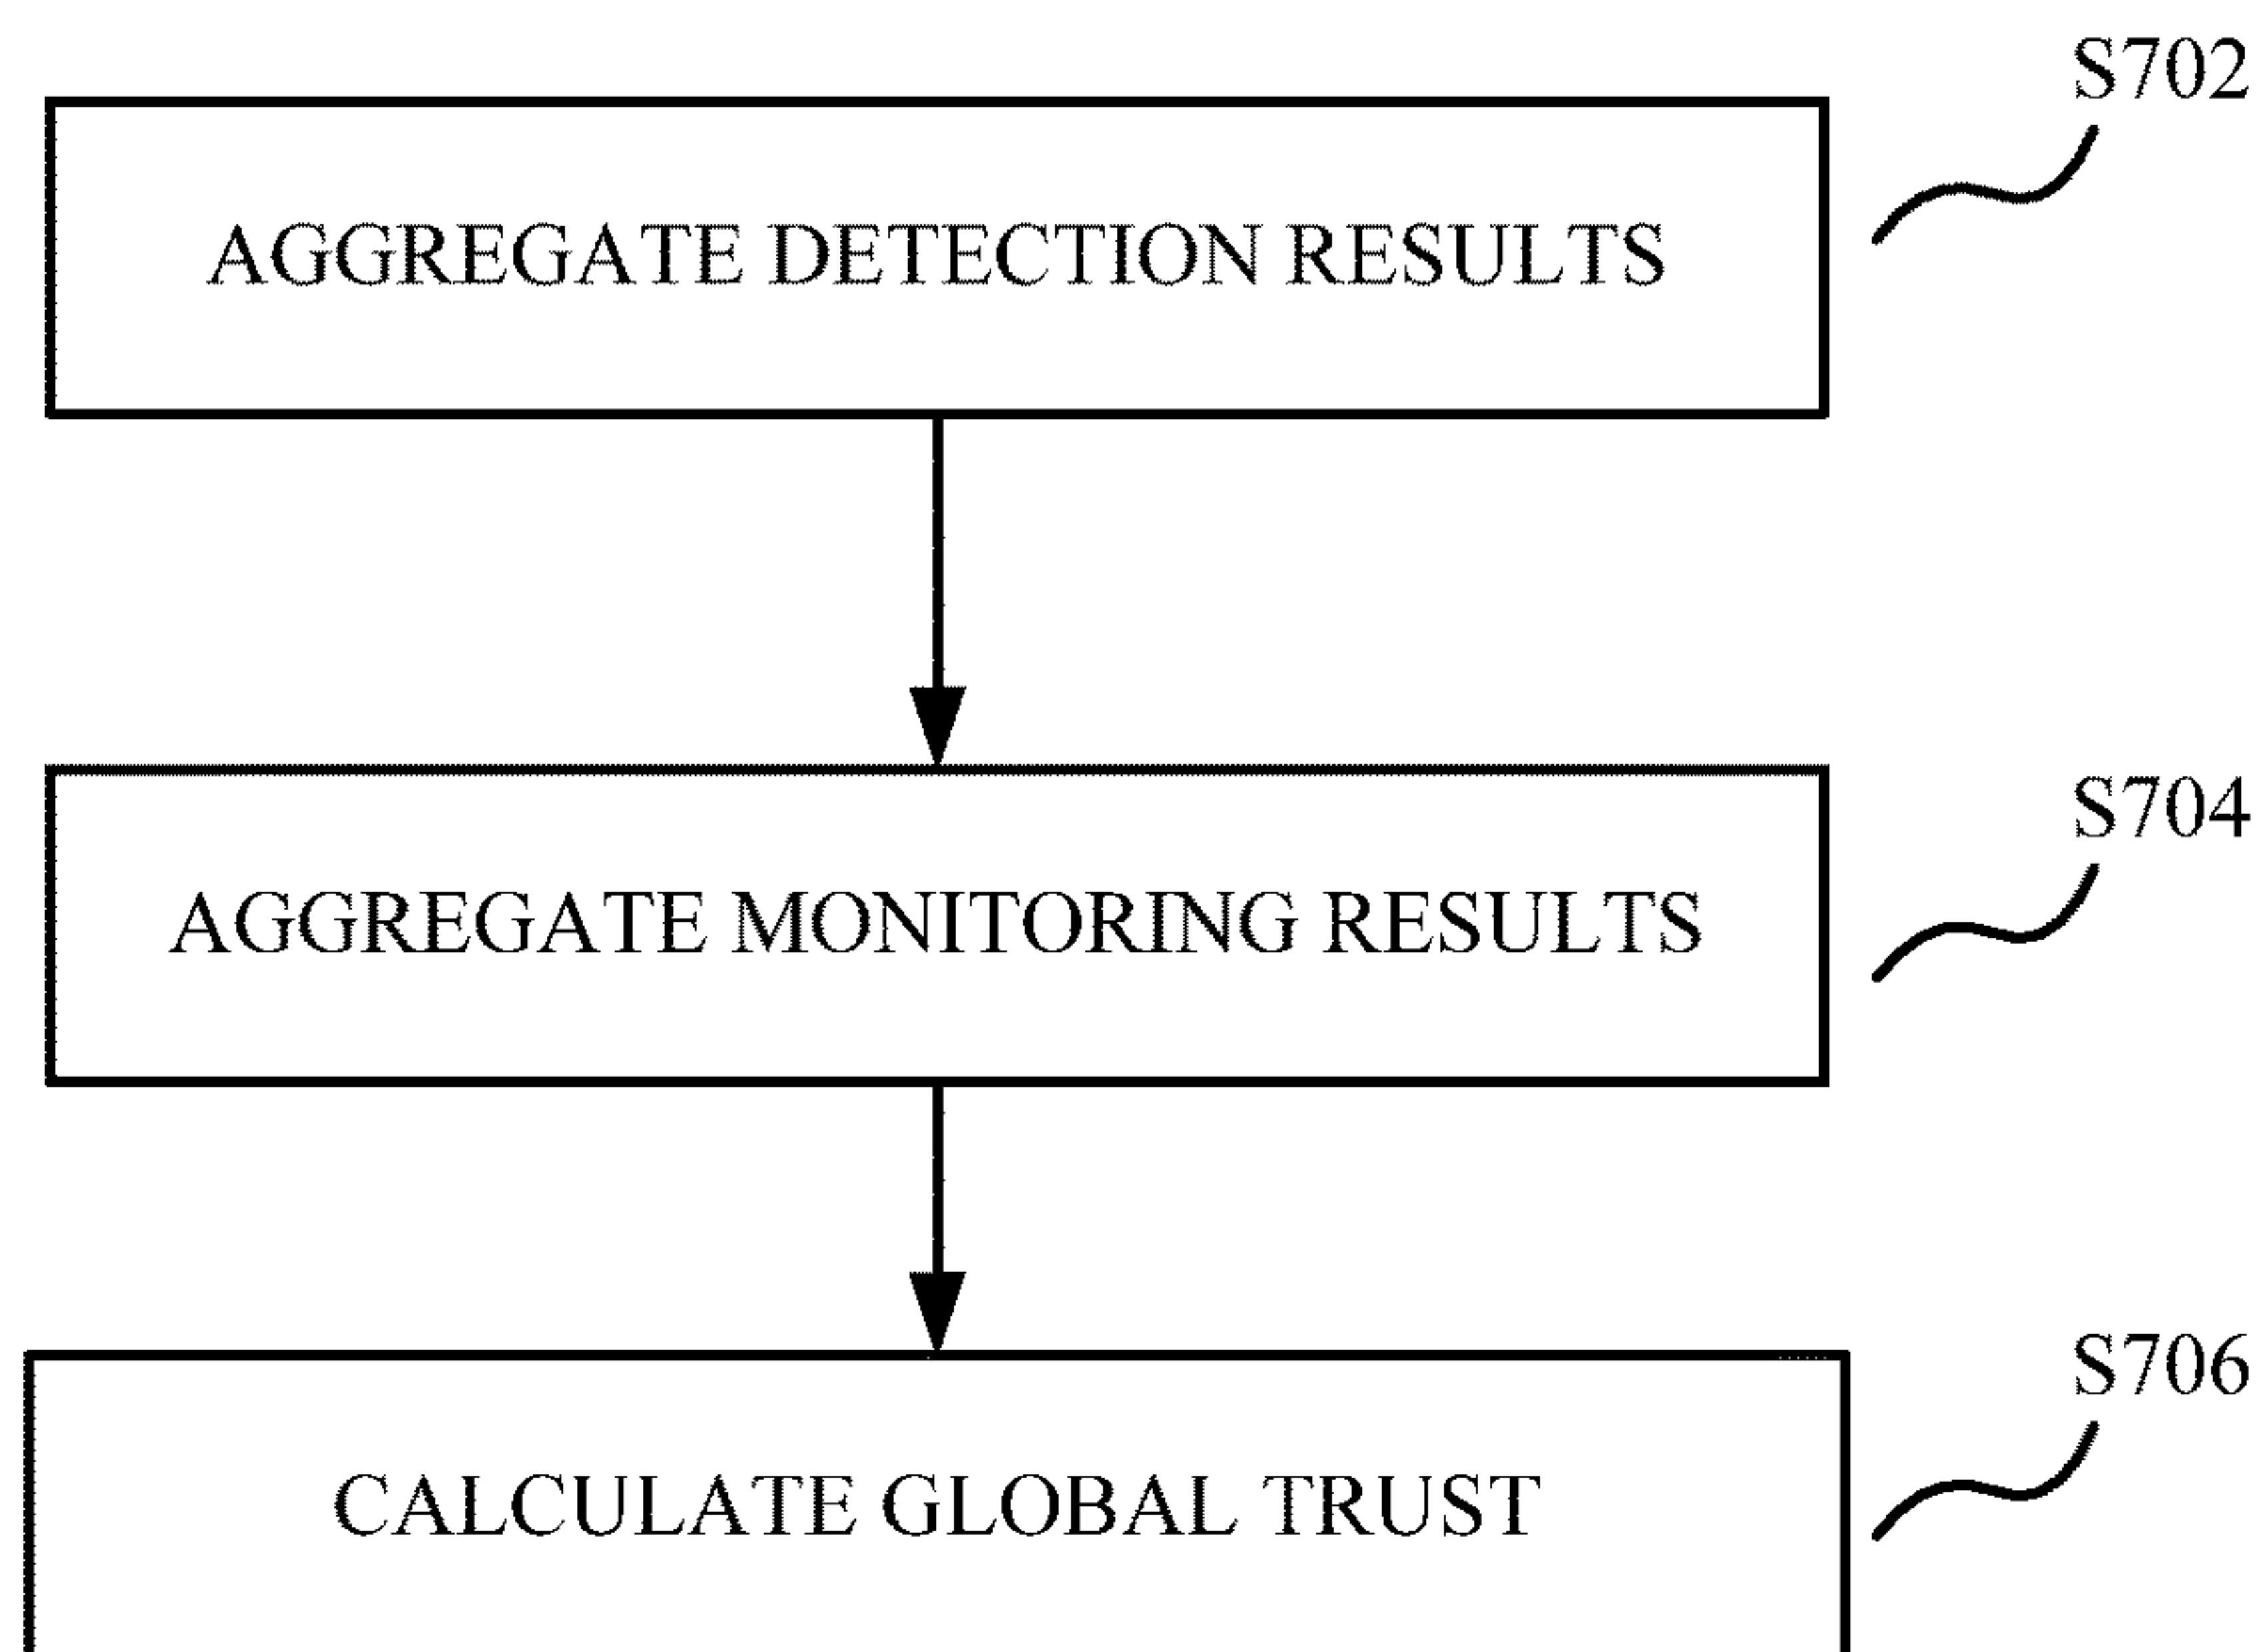 S702
AGGREGATE DETECTION RESULTS
S704
AGGREGATE MONITORING RESULTS
S706
CALCULATE GLOBAL TRUST